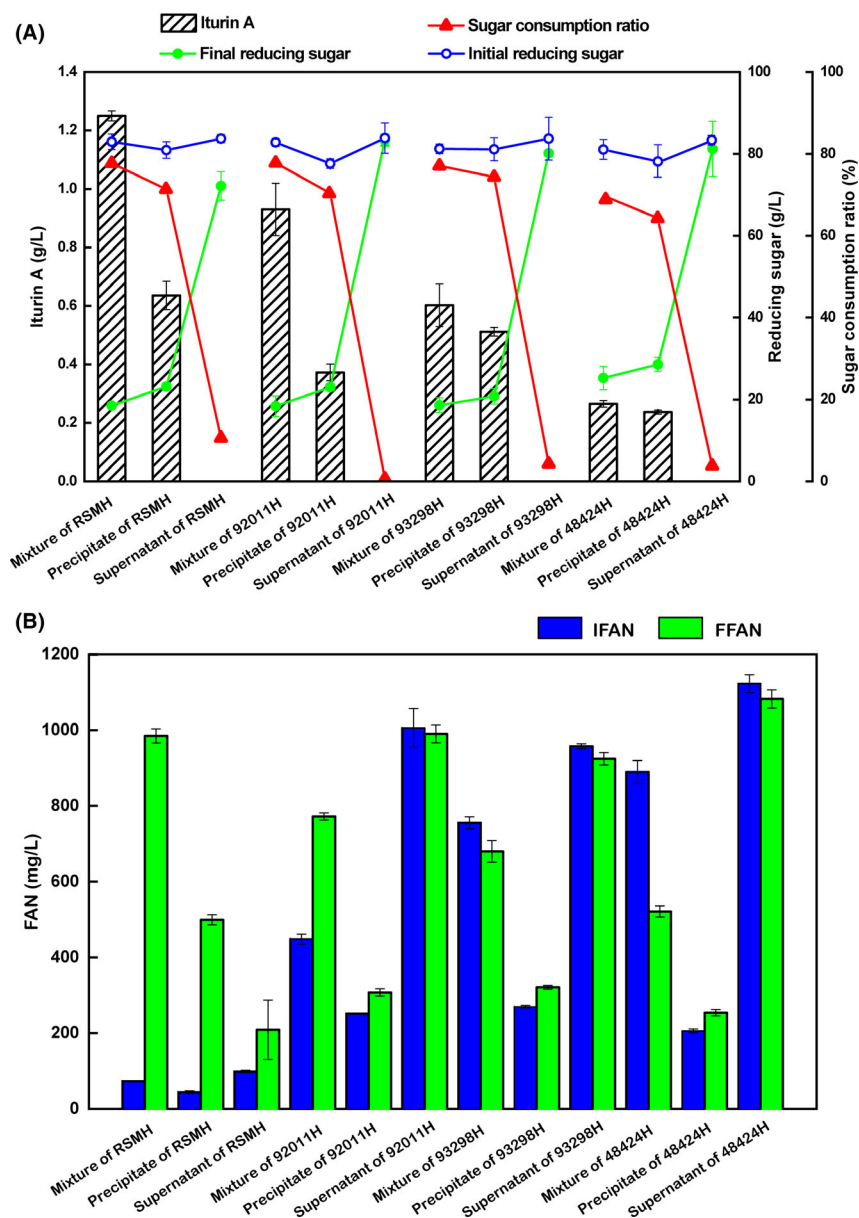 (A)
Iturin A
Sugar consumption ratio
Final reducing sugar
Initial reducing sugar
1.4
1.2
1.0
0.8
0.6
0.4
0.2
0.0
Iturin A (g/L)
100
80
60
40
20
0
Reducing sugar (g/L)
100
80
60
40
20
0
Sugar consumption ratio (%)
Mixture of RSMH
Precipitate of RSMH
Supernatant of RSMH
Mixture of 92011H
Precipitate of 92011H
Supernatant of 92011H
Mixture of 93298H
Precipitate of 93298H
Supernatant of 93298H
Mixture of 48424H
Precipitate of 48424H
Supernatant of 48424H
(B)
IFAN
FFAN
1200
1000
800
600
400
200
0
FAN (mg/L)
Mixture of RSMH
Precipitate of RSMH
Supernatant of RSMH
Mixture of 92011H
Precipitate of 92011H
Supernatant of 92011H
Mixture of 93298H
Precipitate of 93298H
Supernatant of 93298H
Mixture of 48424H
Precipitate of 48424H
Supernatant of 48424H